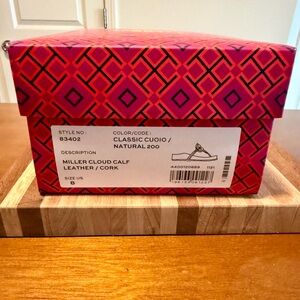 STYLE NO:
83402
COLOR/CODE:
CLASSIC CUOIO /
NATURAL 200
DESCRIPTION
MILLER CLOUD CALF
LEATHER / CORK
SIZE US
8